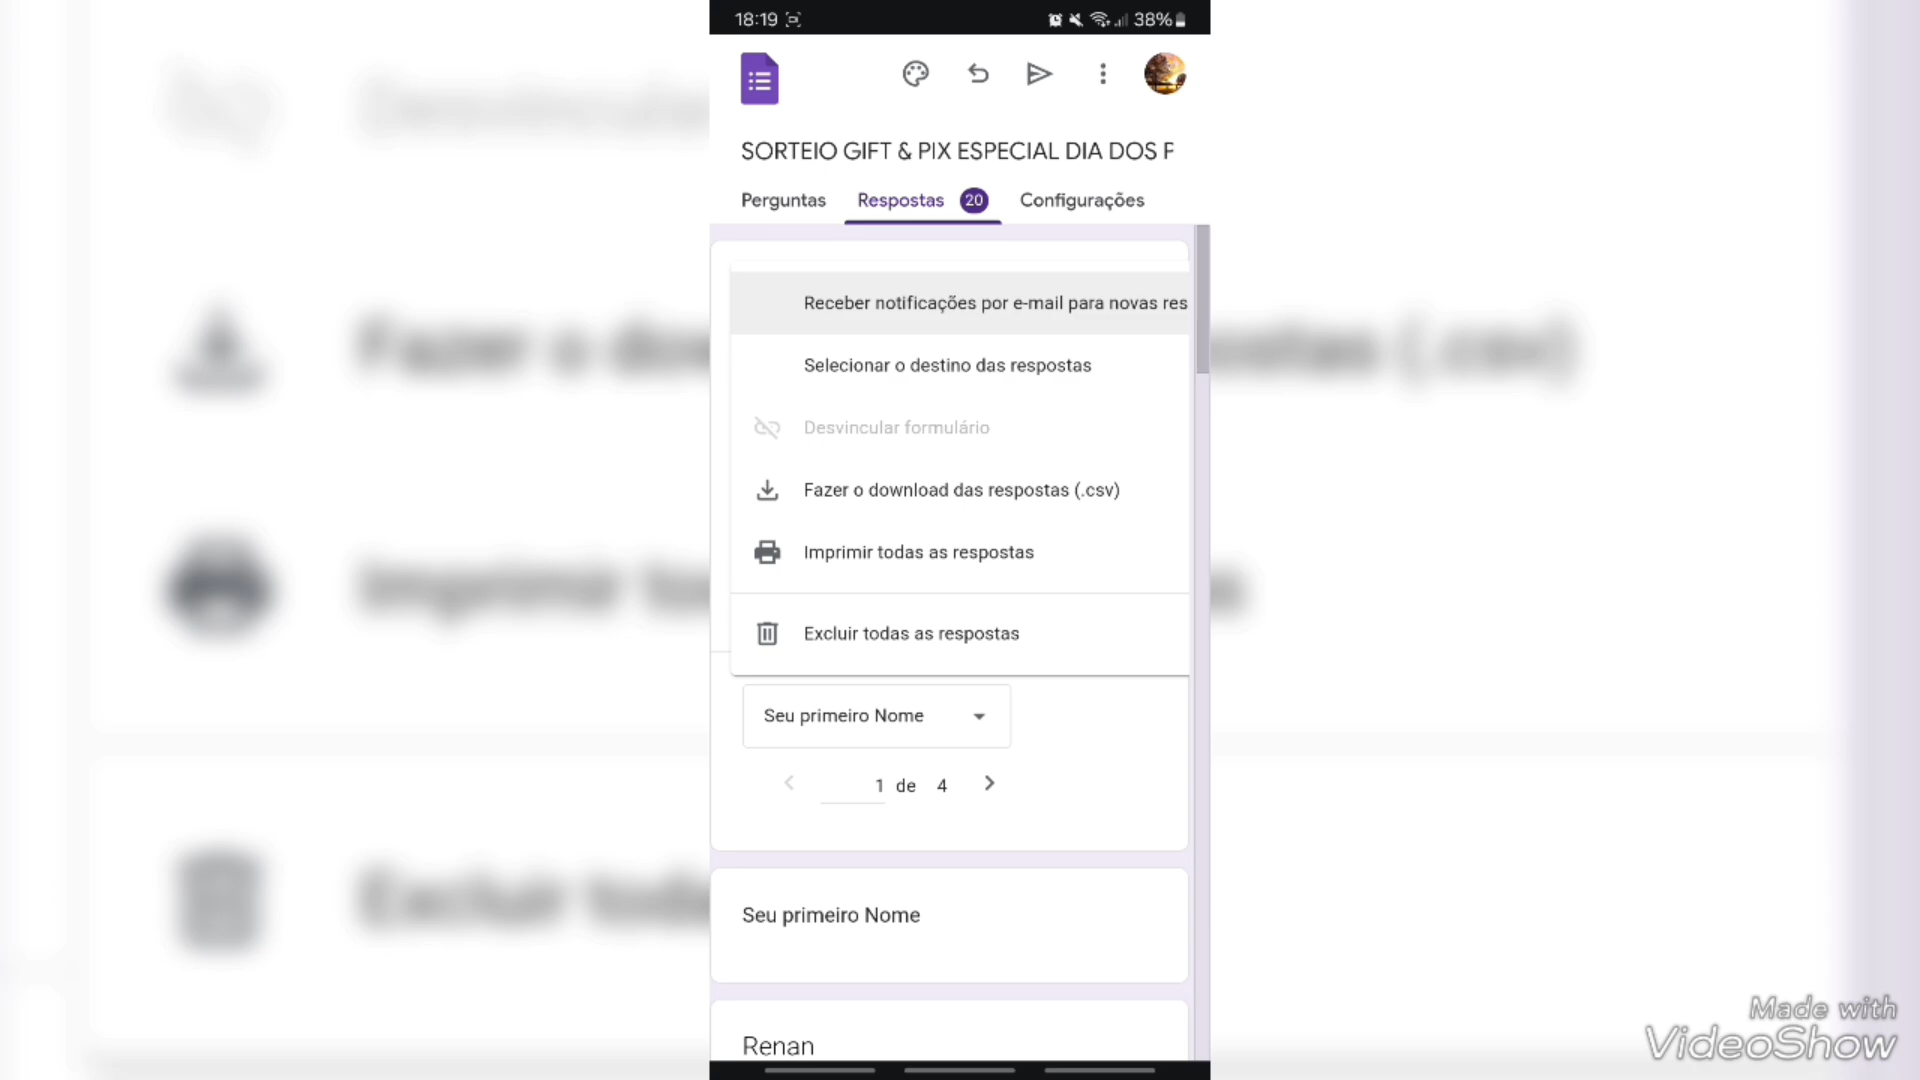 18:19
38%
SORTEIO GIFT & PIX ESPECIAL DIA DOS P
Perguntas
Respostas
20
Configurações
Receber notificações por e-mail para novas res
Selecionar o destino das respostas
Desvincular formulário
Fazer o download das respostas (.csv)
Imprimir todas as respostas
Excluir todas as respostas
Seu primeiro Nome
1 de 4
Seu primeiro Nome
Renan
Made with
VideoShow